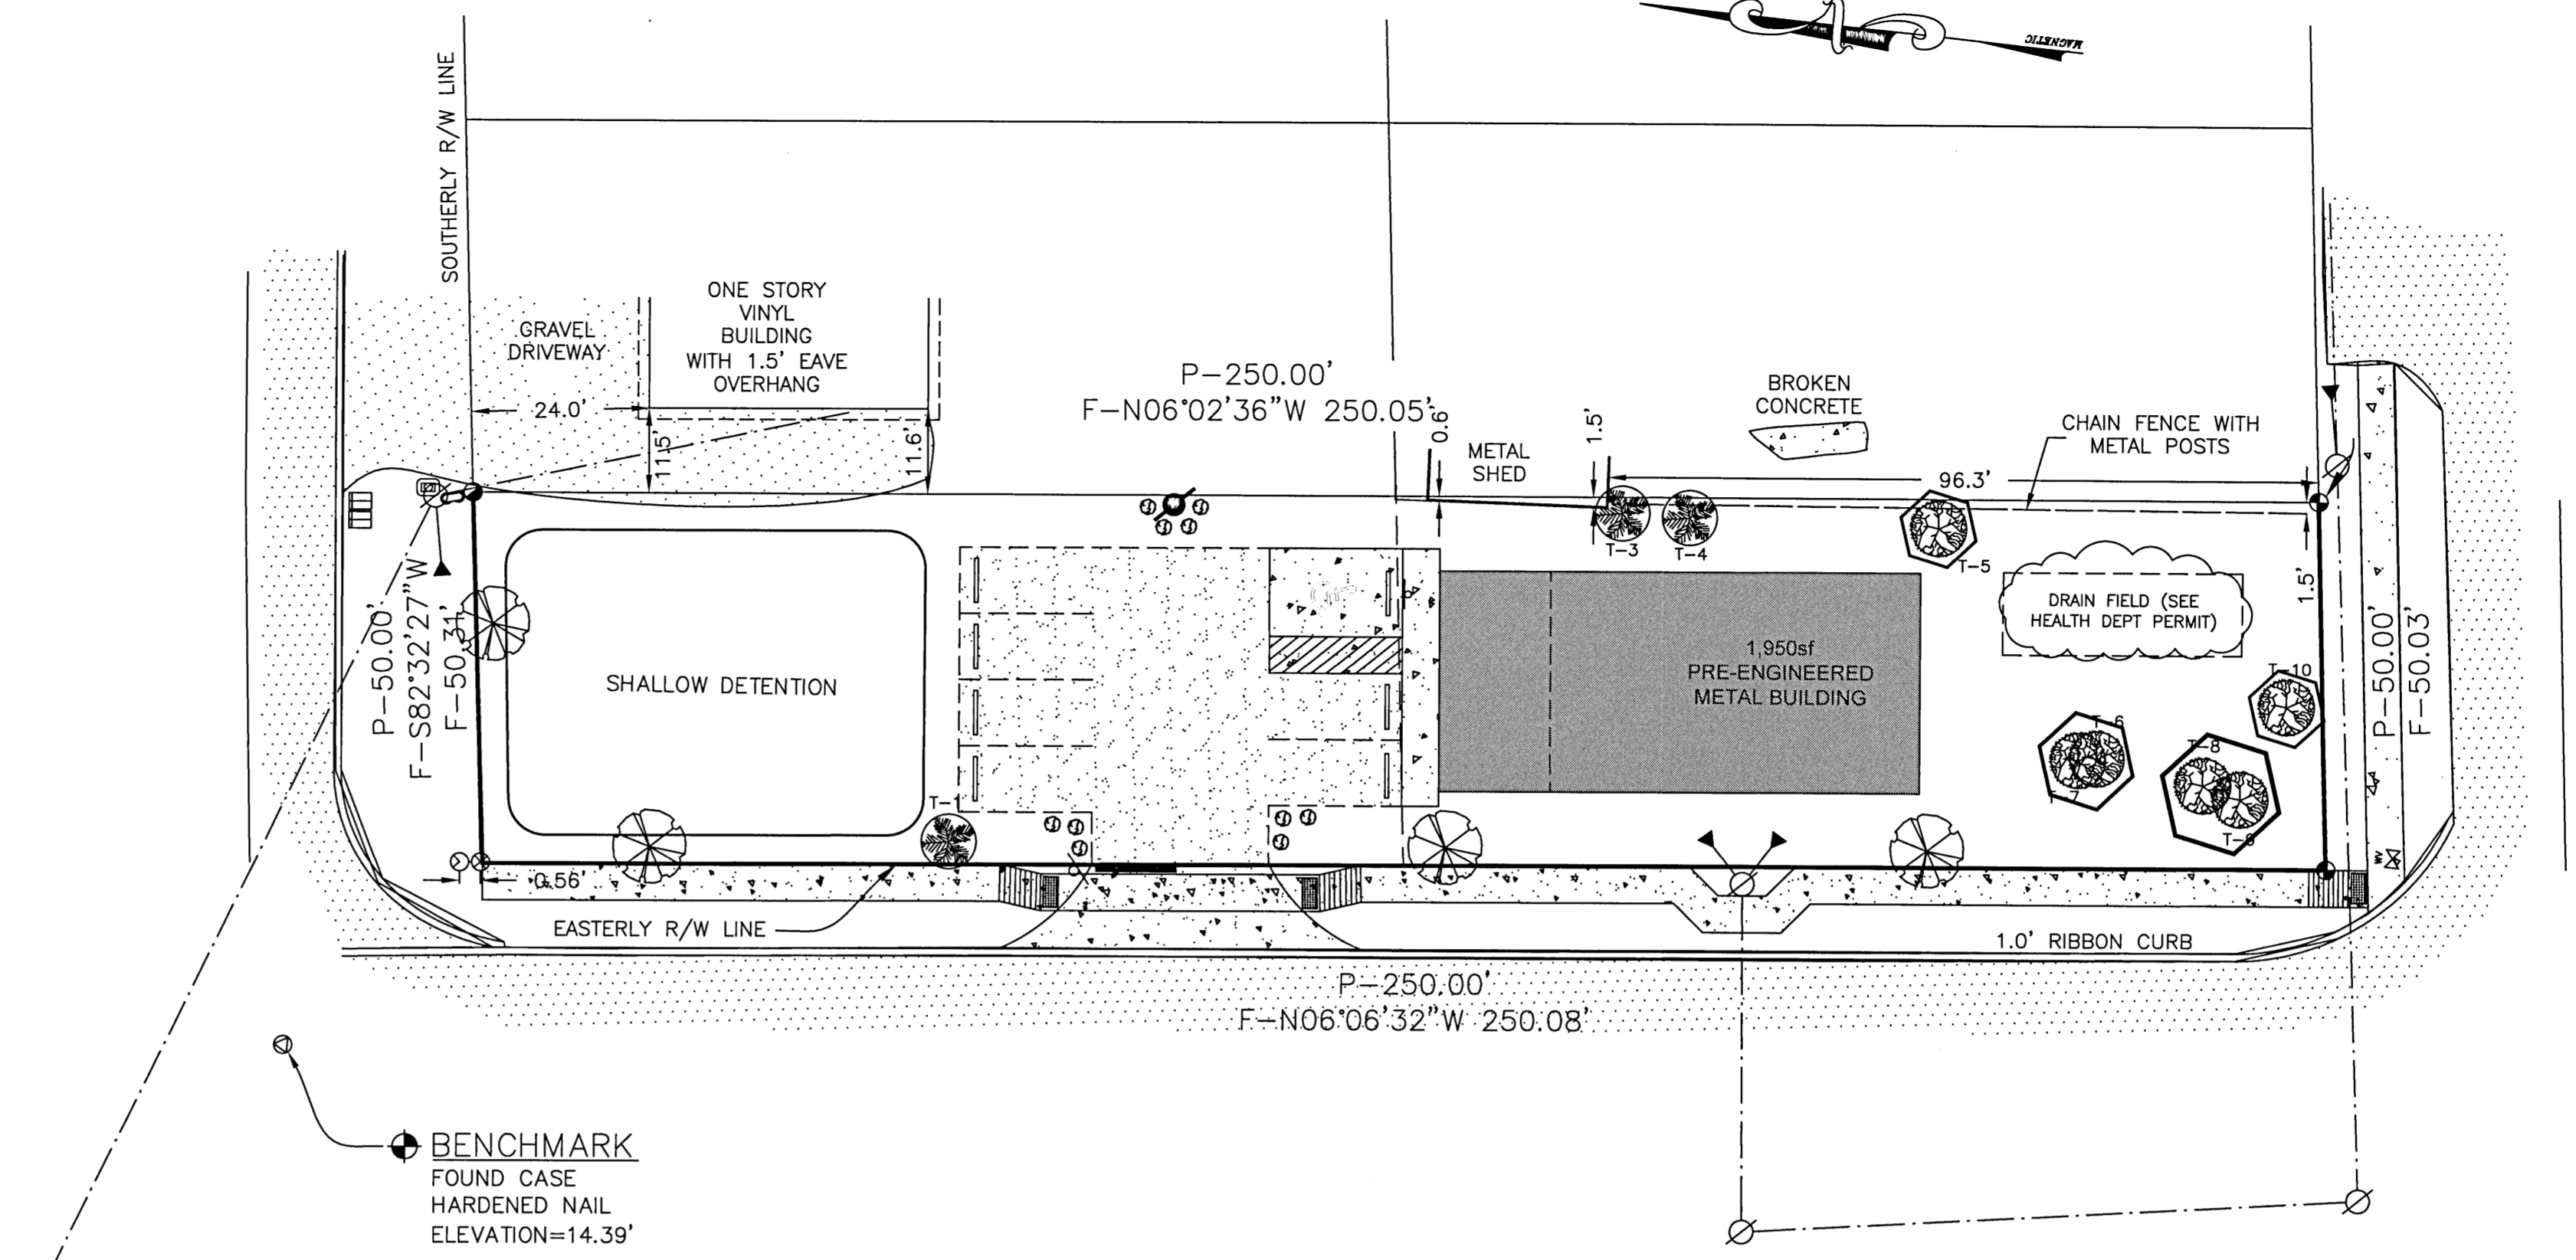 MAGNETIC
SOUTHERLY R/W LINE
GRAVEL
DRIVEWAY
ONE STORY
VINYL
BUILDING
WITH 1.5' EAVE
OVERHANG
24.0'
11.5'
11.6'
P-250.00'
F-N06°02'36"W 250.05'
0.6'
METAL
SHED
1.5'
BROKEN
CONCRETE
CHAIN FENCE WITH
METAL POSTS
96.3'
T-3
T-4
T-5
1.5'
DRAIN FIELD (SEE
HEALTH DEPT PERMIT)
P-50.00'
F-S82°32'27"W
F-50.31'
SHALLOW DETENTION
1,950sf
PRE-ENGINEERED
METAL BUILDING
T-10
T-6
T-7
T-8
T-9
P-50.00'
F-50.03'
T-1
WV
0.56'
EASTERLY R/W LINE
1.0' RIBBON CURB
P-250.00'
F-N06°06'32"W 250.08'
BENCHMARK
FOUND CASE
HARDENED NAIL
ELEVATION=14.39'